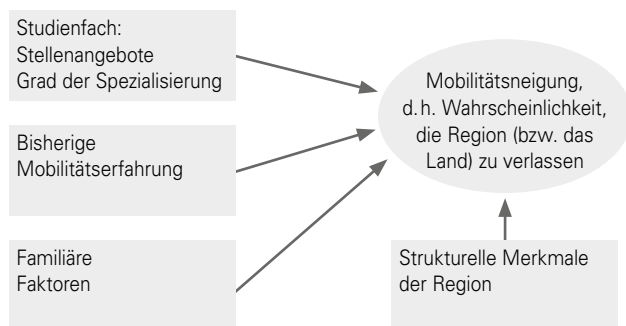 Studienfach:
Stellenangebote
Grad der Spezialisierung
Mobilitätsneigung,
d. h. Wahrscheinlichkeit,
die Region (bzw. das
Land) zu verlassen
Bisherige
Mobilitätserfahrung
Familiäre
Faktoren
Strukturelle Merkmale
der Region